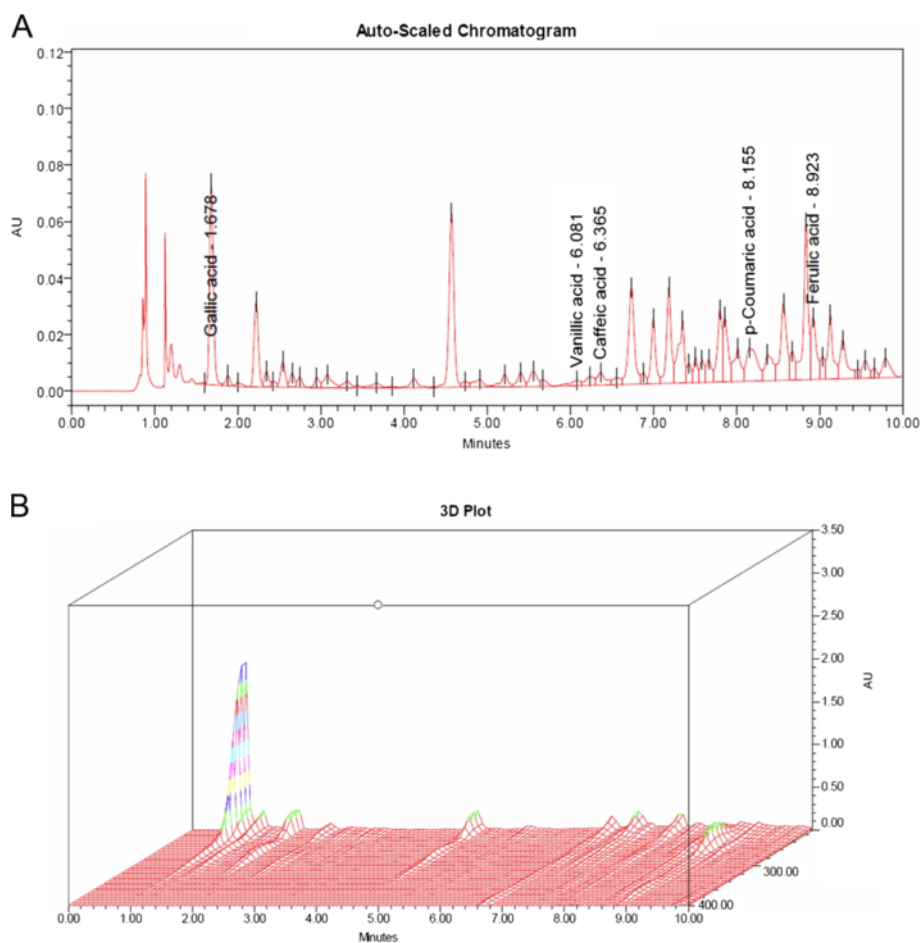 A
Auto-Scaled Chromatogram
0.12
0.10
0.08
0.06
0.04
0.02
0.00
AU
Gallic acid - 1.678
Vanillic acid - 6.081
Caffeic acid - 6.365
p-Coumaric acid - 8.155
Ferulic acid - 8.923
0.00 1.00 2.00 3.00 4.00 5.00 6.00 7.00 8.00 9.00 10.00
Minutes
B
3D Plot
3.50
3.00
2.50
2.00
1.50
1.00
0.50
0.00
AU
300.00
400.00
0.00 1.00 2.00 3.00 4.00 5.00 6.00 7.00 8.00 9.00 10.00
Minutes